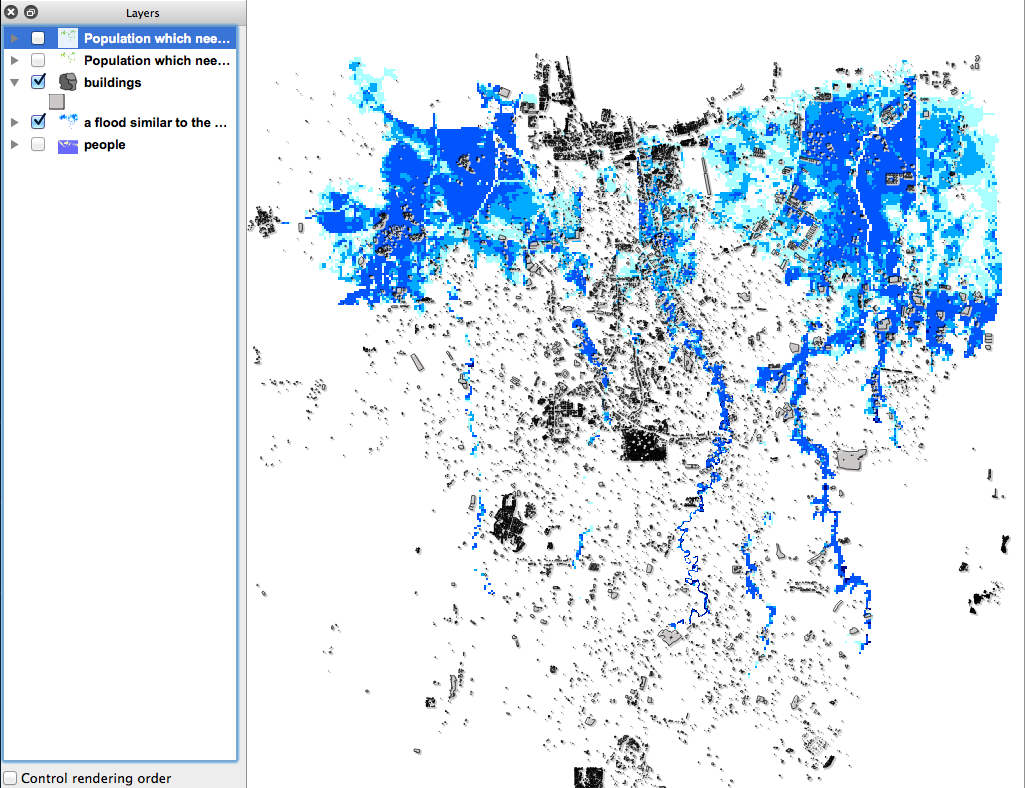 Layers
Population which nee...
Population which nee...
buildings
a flood similar to the ...
people
Control rendering order